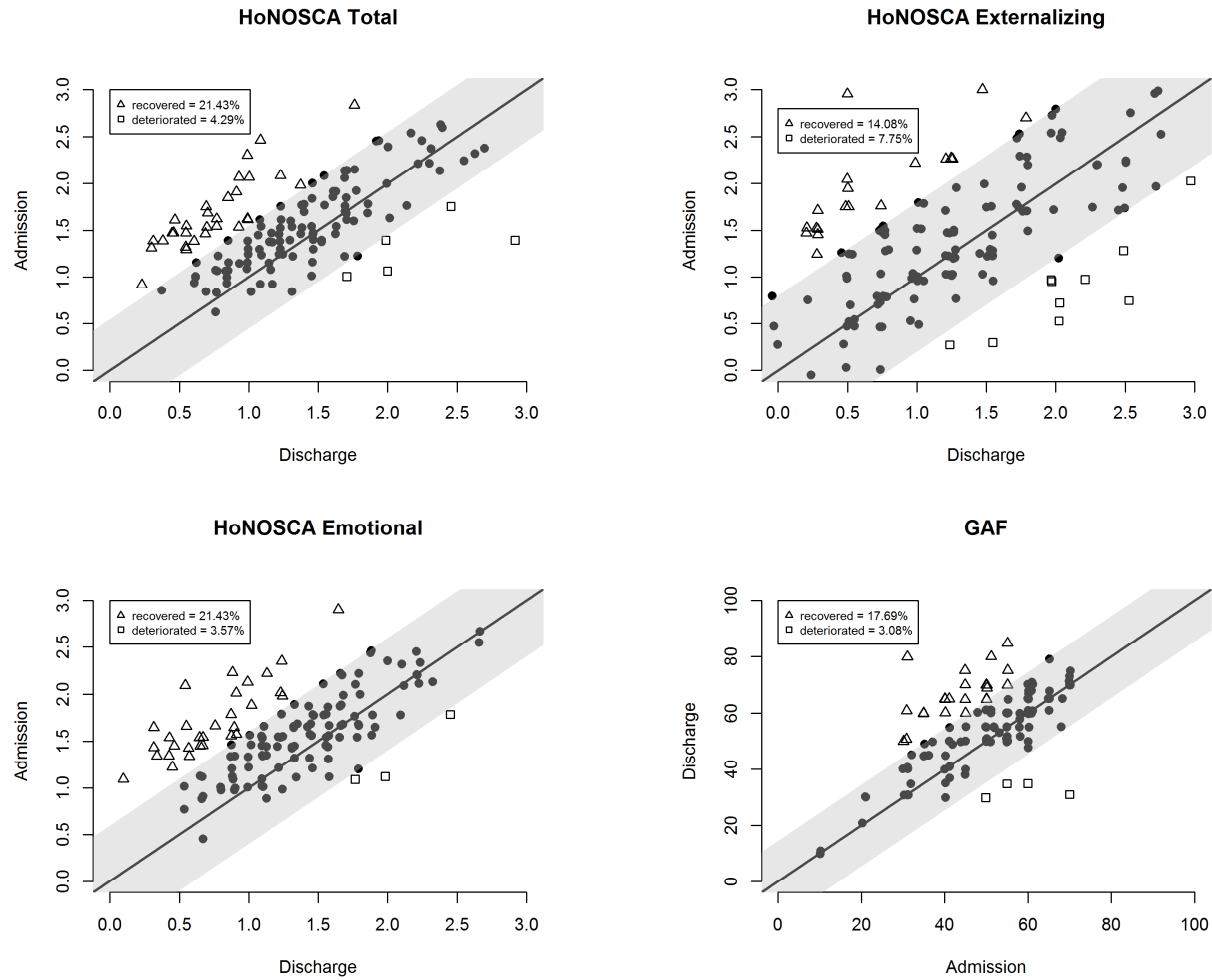 HoNOSCA Total
recovered = 21.43%
deteriorated = 4.29%
Admission
3.0
2.5
2.0
1.5
1.0
0.5
0.0
0.0 0.5 1.0 1.5 2.0 2.5 3.0
Discharge
HoNOSCA Externalizing
recovered = 14.08%
deteriorated = 7.75%
Admission
3.0
2.5
2.0
1.5
1.0
0.5
0.0
0.0 0.5 1.0 1.5 2.0 2.5 3.0
Discharge
HoNOSCA Emotional
recovered = 21.43%
deteriorated = 3.57%
Admission
3.0
2.5
2.0
1.5
1.0
0.5
0.0
0.0 0.5 1.0 1.5 2.0 2.5 3.0
Discharge
GAF
recovered = 17.69%
deteriorated = 3.08%
Discharge
100
80
60
40
20
0
0 20 40 60 80 100
Admission